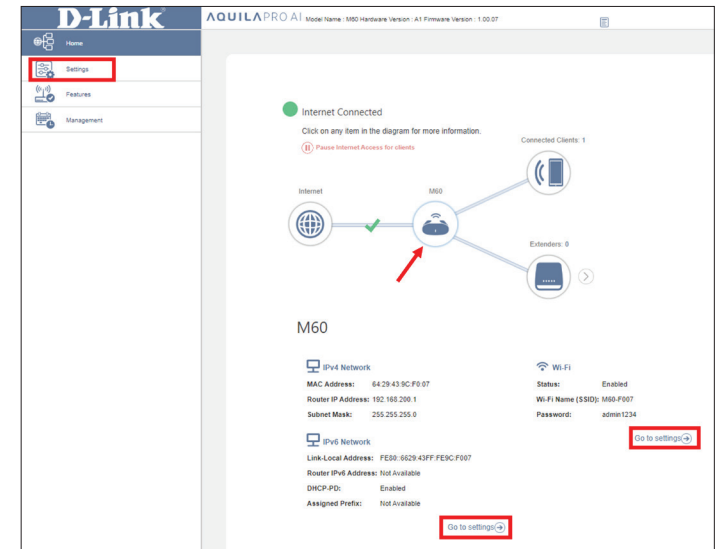 D-Link
AQUILA PRO AI Model Name : M60 Hardware Version : A1 Firmware Version : 1.00.07
Home
Settings
Features
Management
Internet Connected
Click on any item in the diagram for more information.
Pause Internet Access for clients
Connected Clients: 1
Internet
M60
Extenders: 0
M60
IPv4 Network
MAC Address: 64:29:43:9C:F0:07
Router IP Address: 192.168.200.1
Subnet Mask: 255.255.255.0
IPv6 Network
Link-Local Address: FE80::6629:43FF:FE9C:F007
Router IPv6 Address: Not Available
DHCP-PD: Enabled
Assigned Prefix: Not Available
Go to settings
Wi-Fi
Status: Enabled
Wi-Fi Name (SSID): M60-F007
Password: admin1234
Go to settings